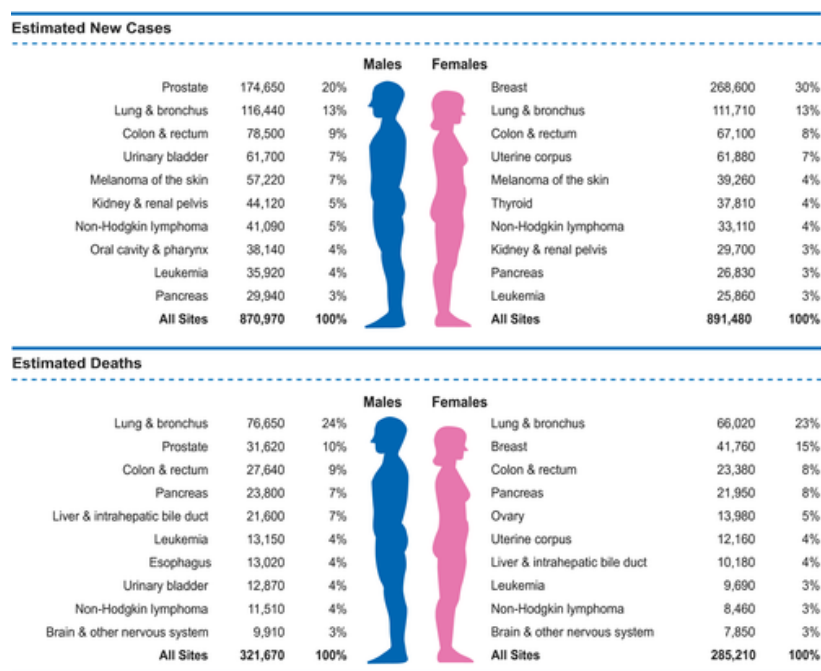 Estimated New Cases
Males Females
Prostate 174,650 20% Breast 268,600 30%
Lung & bronchus 116,440 13% Lung & bronchus 111,710 13%
Colon & rectum 78,500 9% Colon & rectum 67,100 8%
Urinary bladder 61,700 7% Uterine corpus 61,880 7%
Melanoma of the skin 57,220 7% Melanoma of the skin 39,260 4%
Kidney & renal pelvis 44,120 5% Thyroid 37,810 4%
Non-Hodgkin lymphoma 41,090 5% Non-Hodgkin lymphoma 33,110 4%
Oral cavity & pharynx 38,140 4% Kidney & renal pelvis 29,700 3%
Leukemia 35,920 4% Pancreas 26,830 3%
Pancreas 29,940 3% Leukemia 25,860 3%
All Sites 870,970 100% All Sites 891,480 100%
Estimated Deaths
Males Females
Lung & bronchus 76,650 24% Lung & bronchus 66,020 23%
Prostate 31,620 10% Breast 41,760 15%
Colon & rectum 27,640 9% Colon & rectum 23,380 8%
Pancreas 23,800 7% Pancreas 21,950 8%
Liver & intrahepatic bile duct 21,600 7% Ovary 13,980 5%
Leukemia 13,150 4% Uterine corpus 12,160 4%
Esophagus 13,020 4% Liver & intrahepatic bile duct 10,180 4%
Urinary bladder 12,870 4% Leukemia 9,690 3%
Non-Hodgkin lymphoma 11,510 4% Non-Hodgkin lymphoma 8,460 3%
Brain & other nervous system 9,910 3% Brain & other nervous system 7,850 3%
All Sites 321,670 100% All Sites 285,210 100%